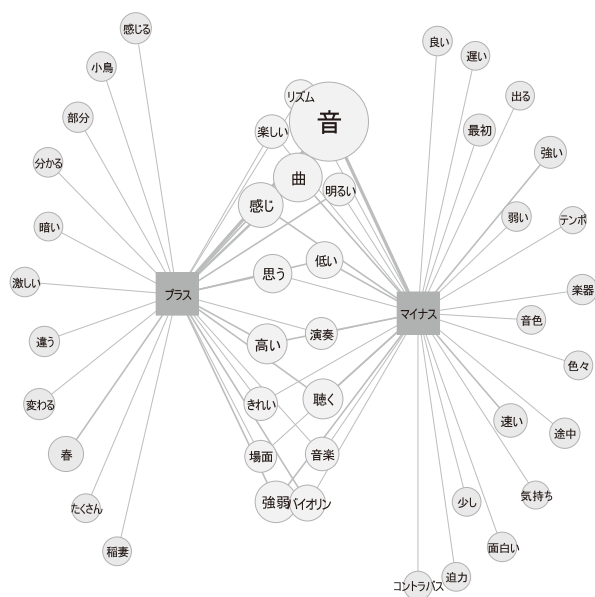 感じる
小鳥
部分
分かる
暗い
激しい
違う
変わる
春
たくさん
稲妻
プラス
リズム
音
楽しい
曲
明るい
感じ
低い
思う
演奏
高い
聴く
きれい
場面
音楽
強弱
バイオリン
マイナス
良い
遅い
出る
最初
強い
弱い
テンポ
楽器
音色
色々
速い
途中
気持ち
少し
面白い
迫力
コントラバス